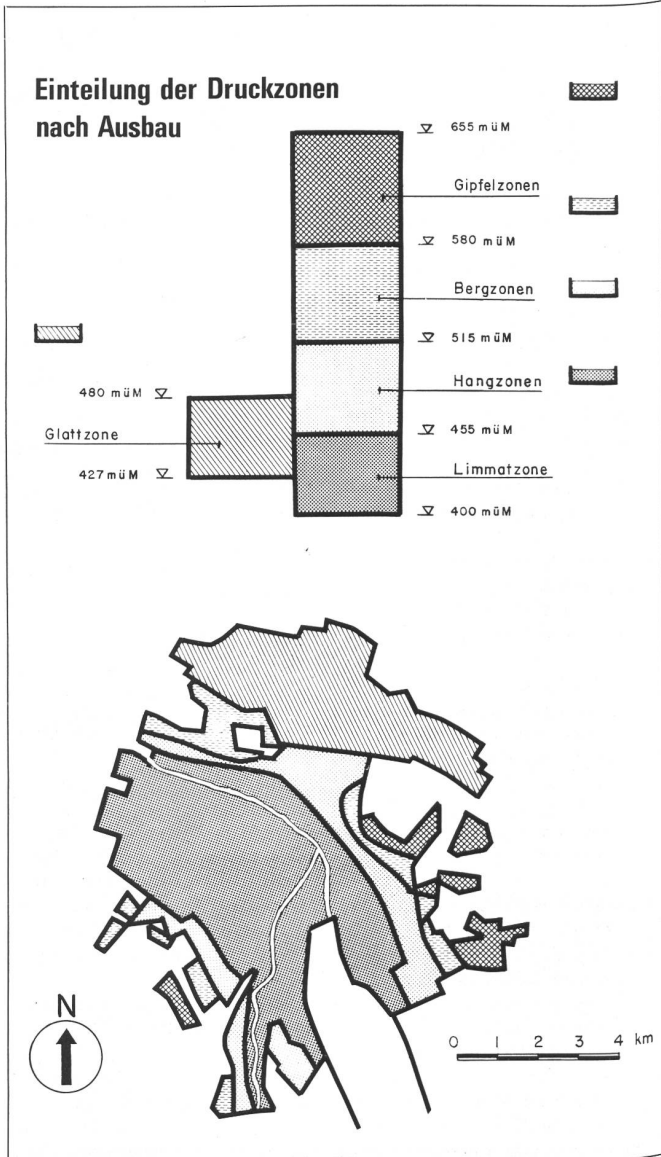 Einteilung der Druckzonen
nach Ausbau
655 müM
Gipfelzonen
580 müM
Bergzonen
515 müM
480 müM
Hangzonen
Glattzone
455 müM
427 müM
Limmatzone
400 müM
N
0 1 2 3 4 km